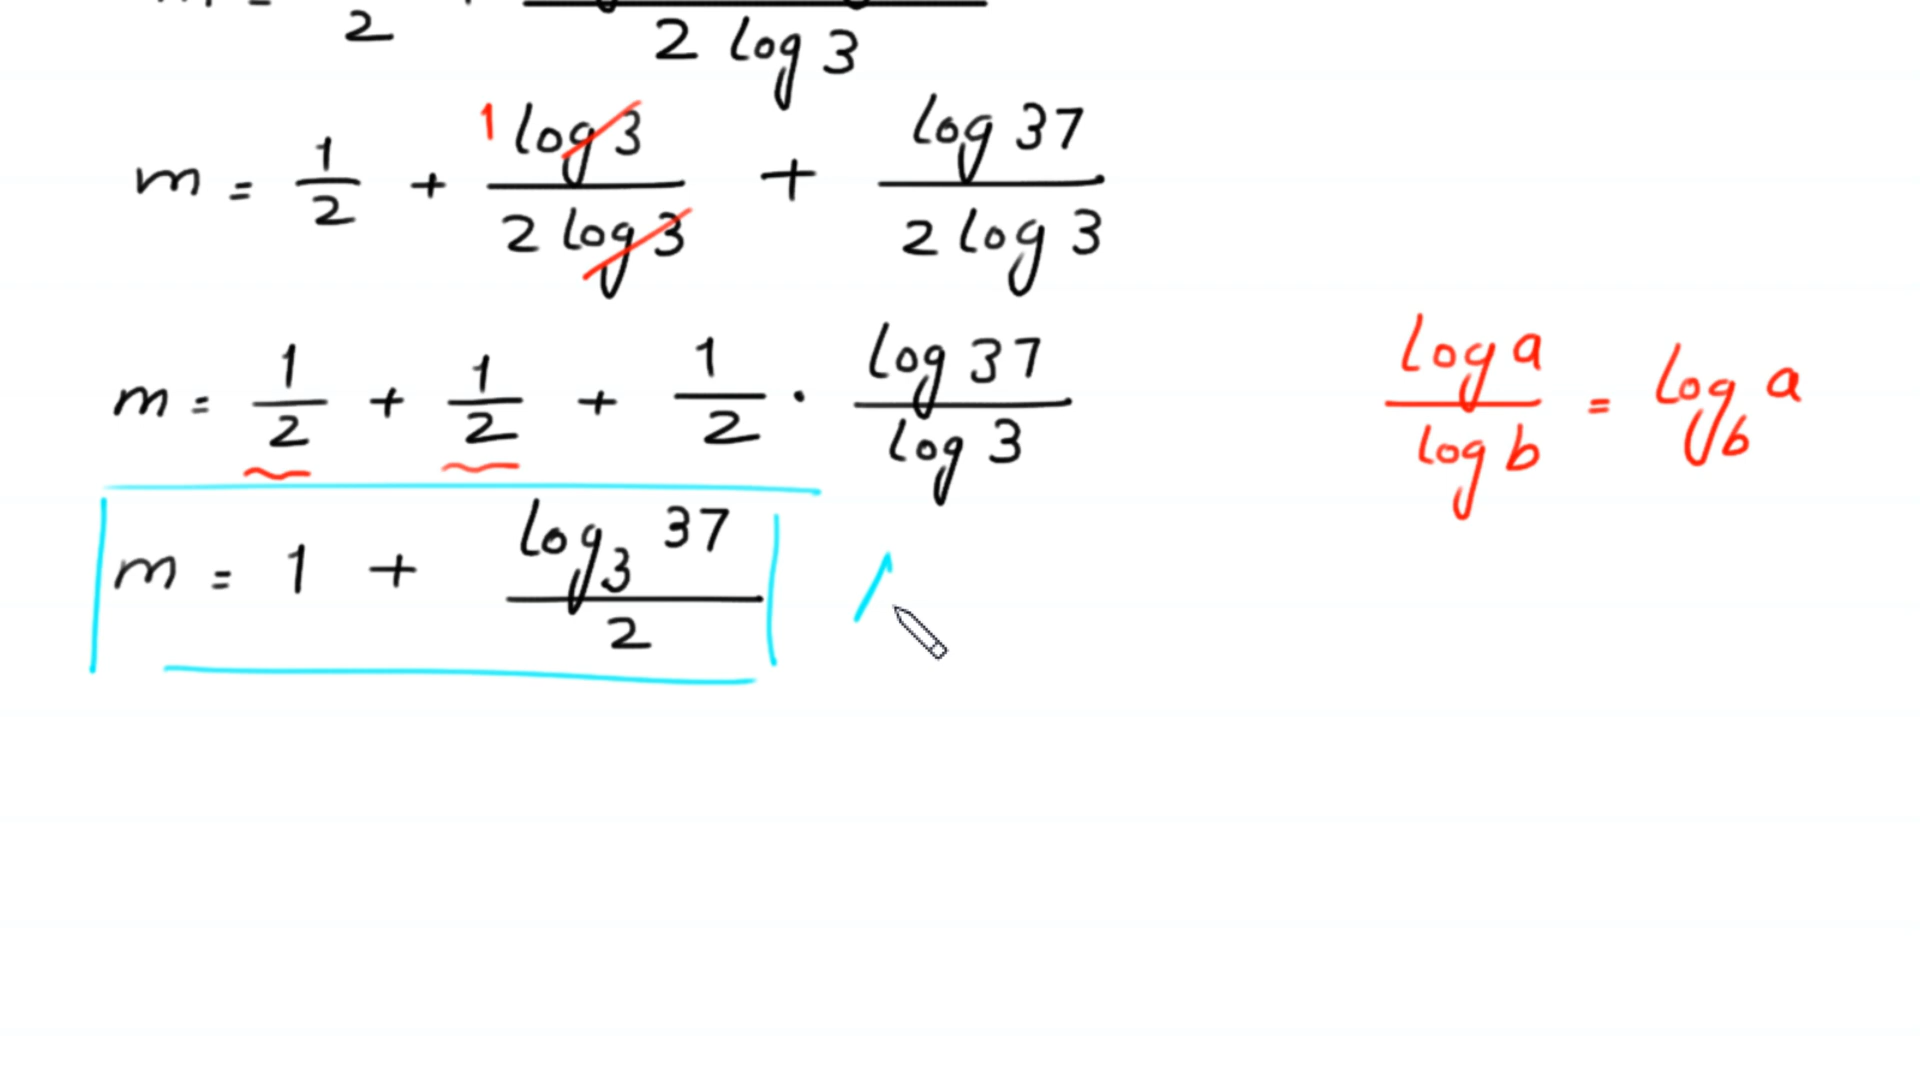 2 2 log 3
m = 1/2 + 1 log 3 / 2 log 3 + log 37 / 2 log 3
m = 1/2 + 1/2 + 1/2 · log 37 / log 3
log a / log b = log_b a
m = 1 + log_3 37 / 2